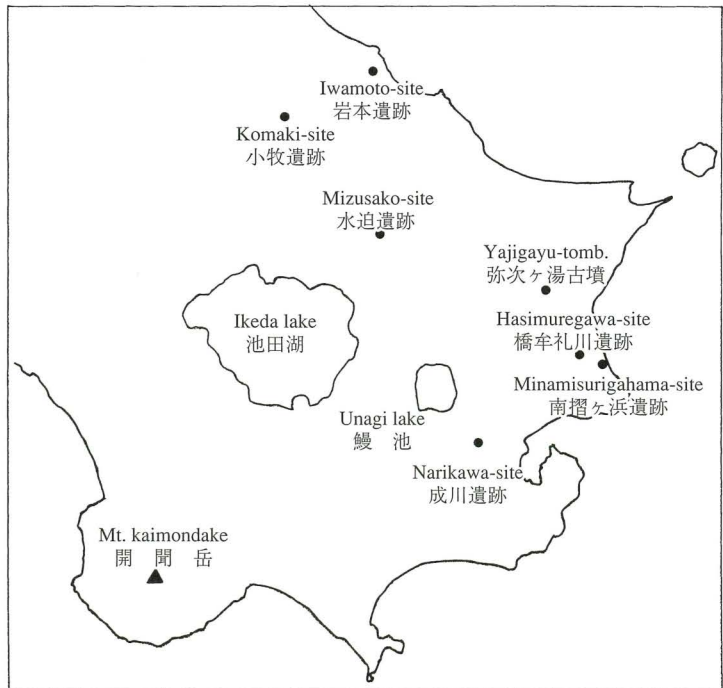 Iwamoto-site
岩本遺跡
Komaki-site
小牧遺跡
Mizusako-site
水迫遺跡
Yajigayu-tomb.
弥次ヶ湯古墳
Hasimuregawa-site
橋牟礼川遺跡
Minamisurigahama-site
南摺ヶ浜遺跡
Ikeda lake
池田湖
Unagi lake
鰻 池
Narikawa-site
成川遺跡
Mt. kaimondake
開 聞 岳